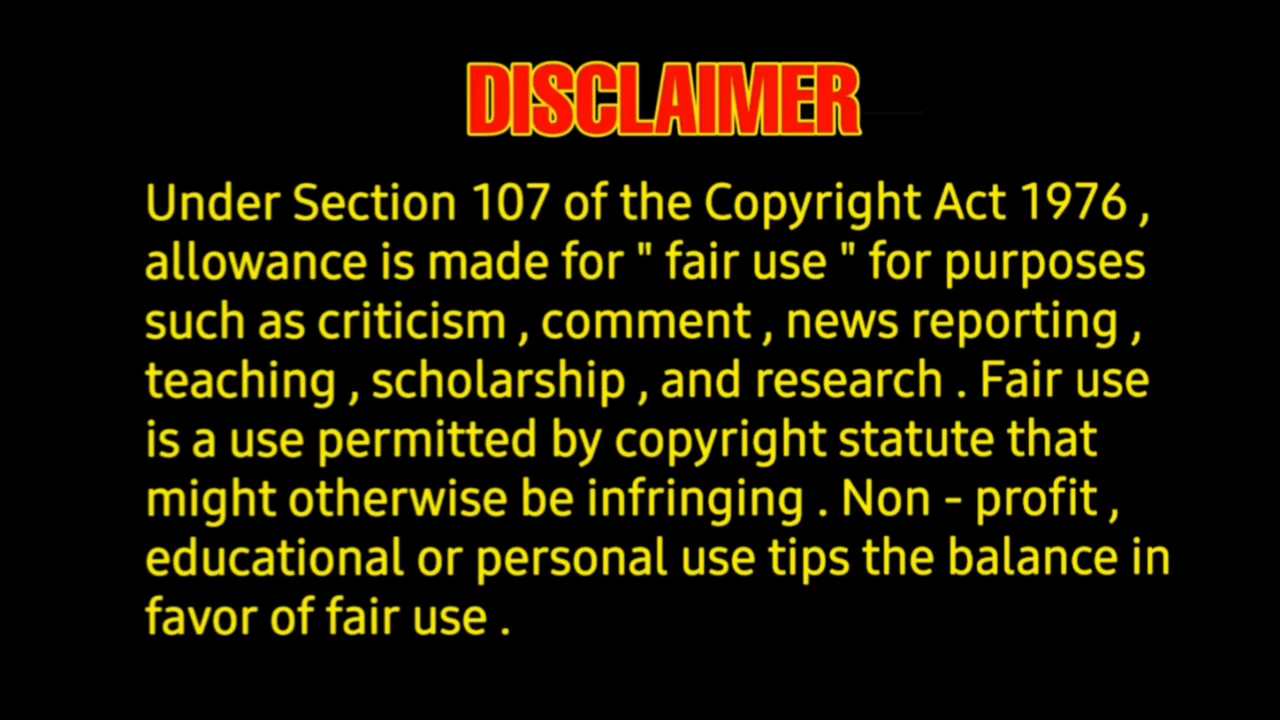 DISCLAIMER
Under Section 107 of the Copyright Act 1976 ,
allowance is made for " fair use " for purposes
such as criticism , comment , news reporting ,
teaching , scholarship , and research . Fair use
is a use permitted by copyright statute that
might otherwise be infringing . Non - profit ,
educational or personal use tips the balance in
favor of fair use .